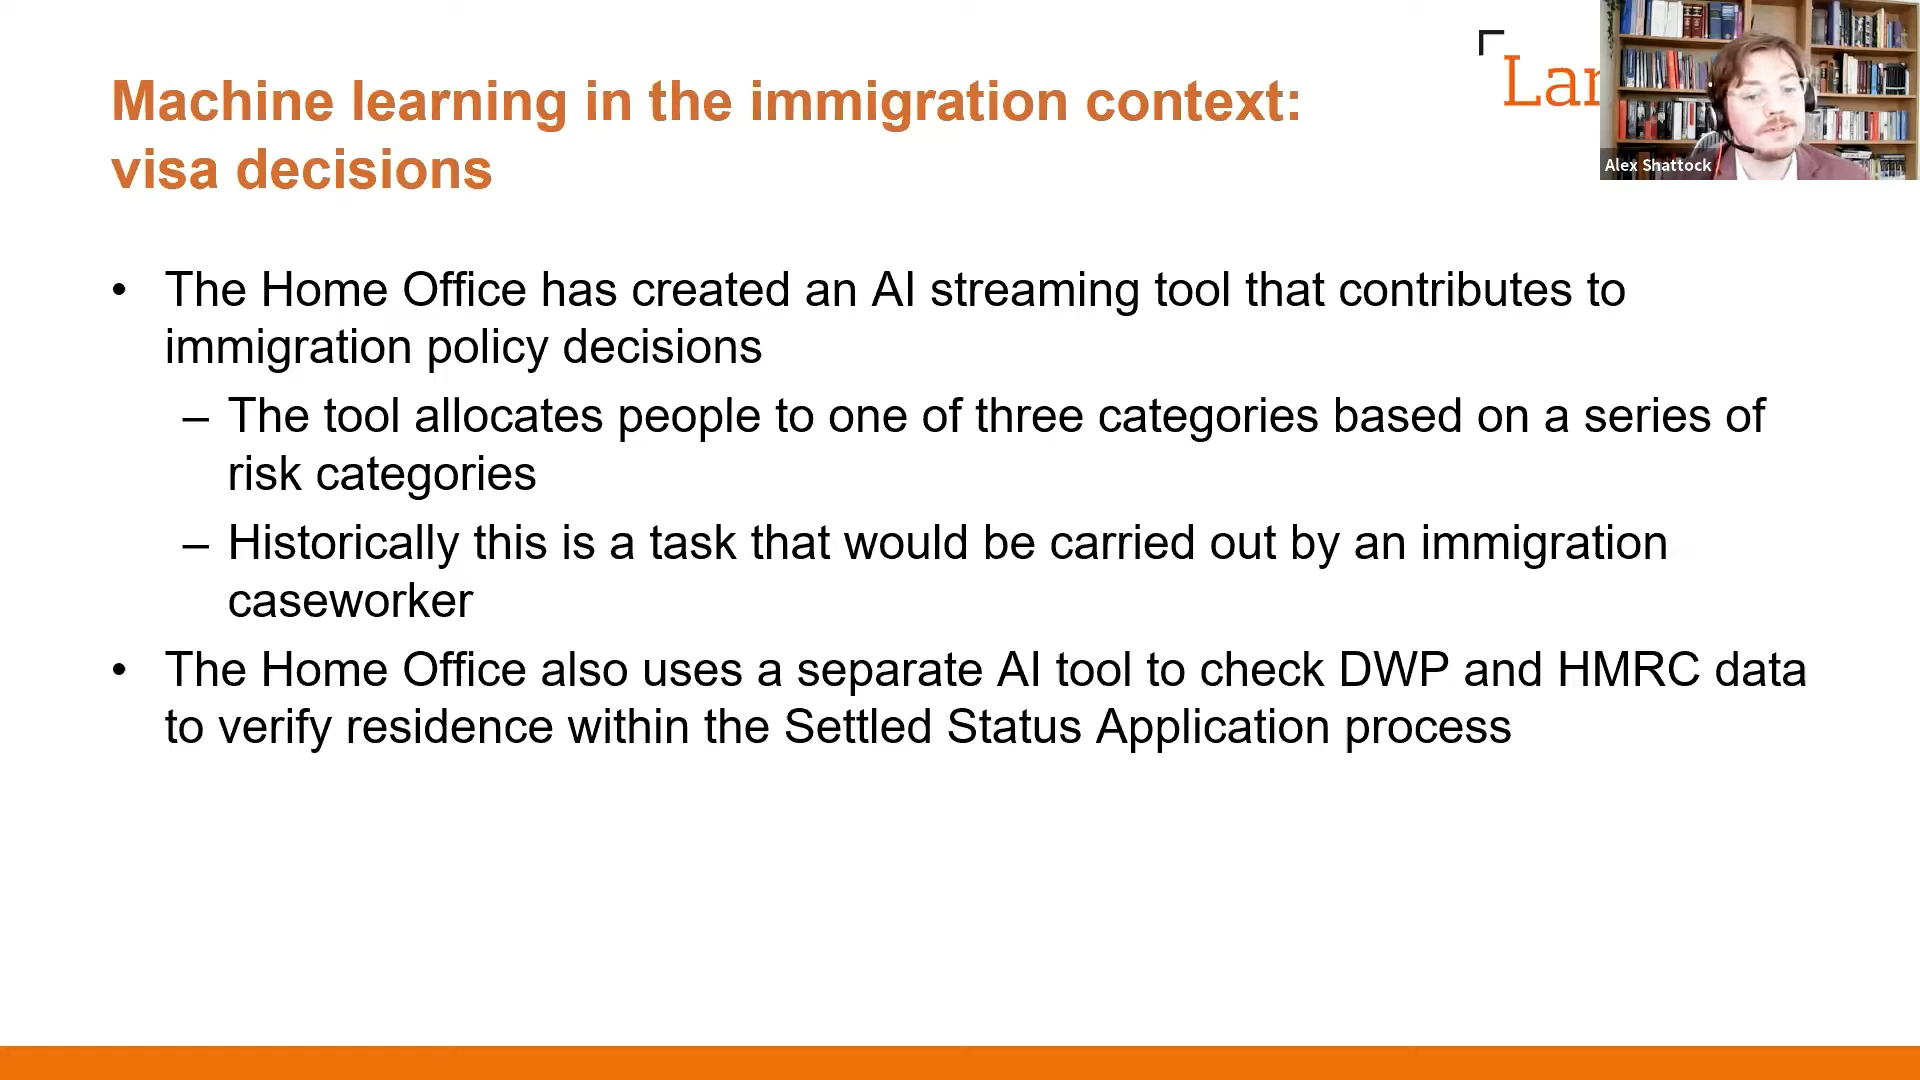 Machine learning in the immigration context:
visa decisions
Lar
Alex Shattock
• The Home Office has created an AI streaming tool that contributes to
immigration policy decisions
– The tool allocates people to one of three categories based on a series of
risk categories
– Historically this is a task that would be carried out by an immigration
caseworker
• The Home Office also uses a separate AI tool to check DWP and HMRC data
to verify residence within the Settled Status Application process